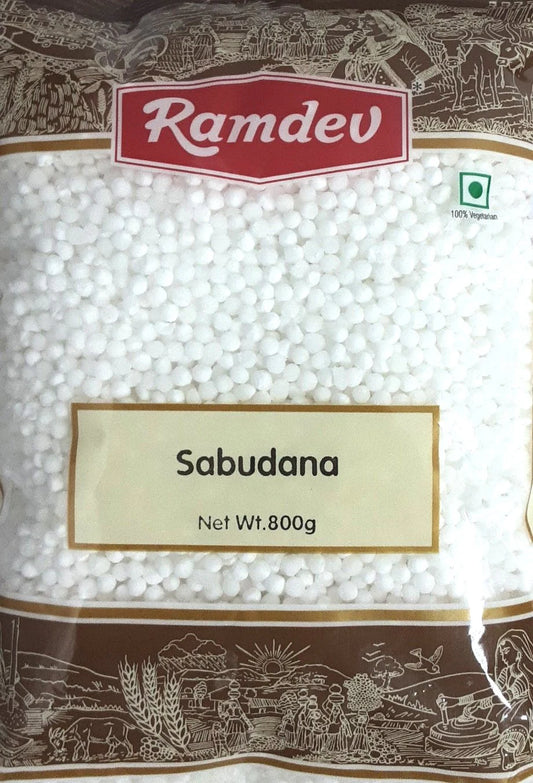 Ramdev
100% Vegetarian
Sabudana
Net Wt.800g